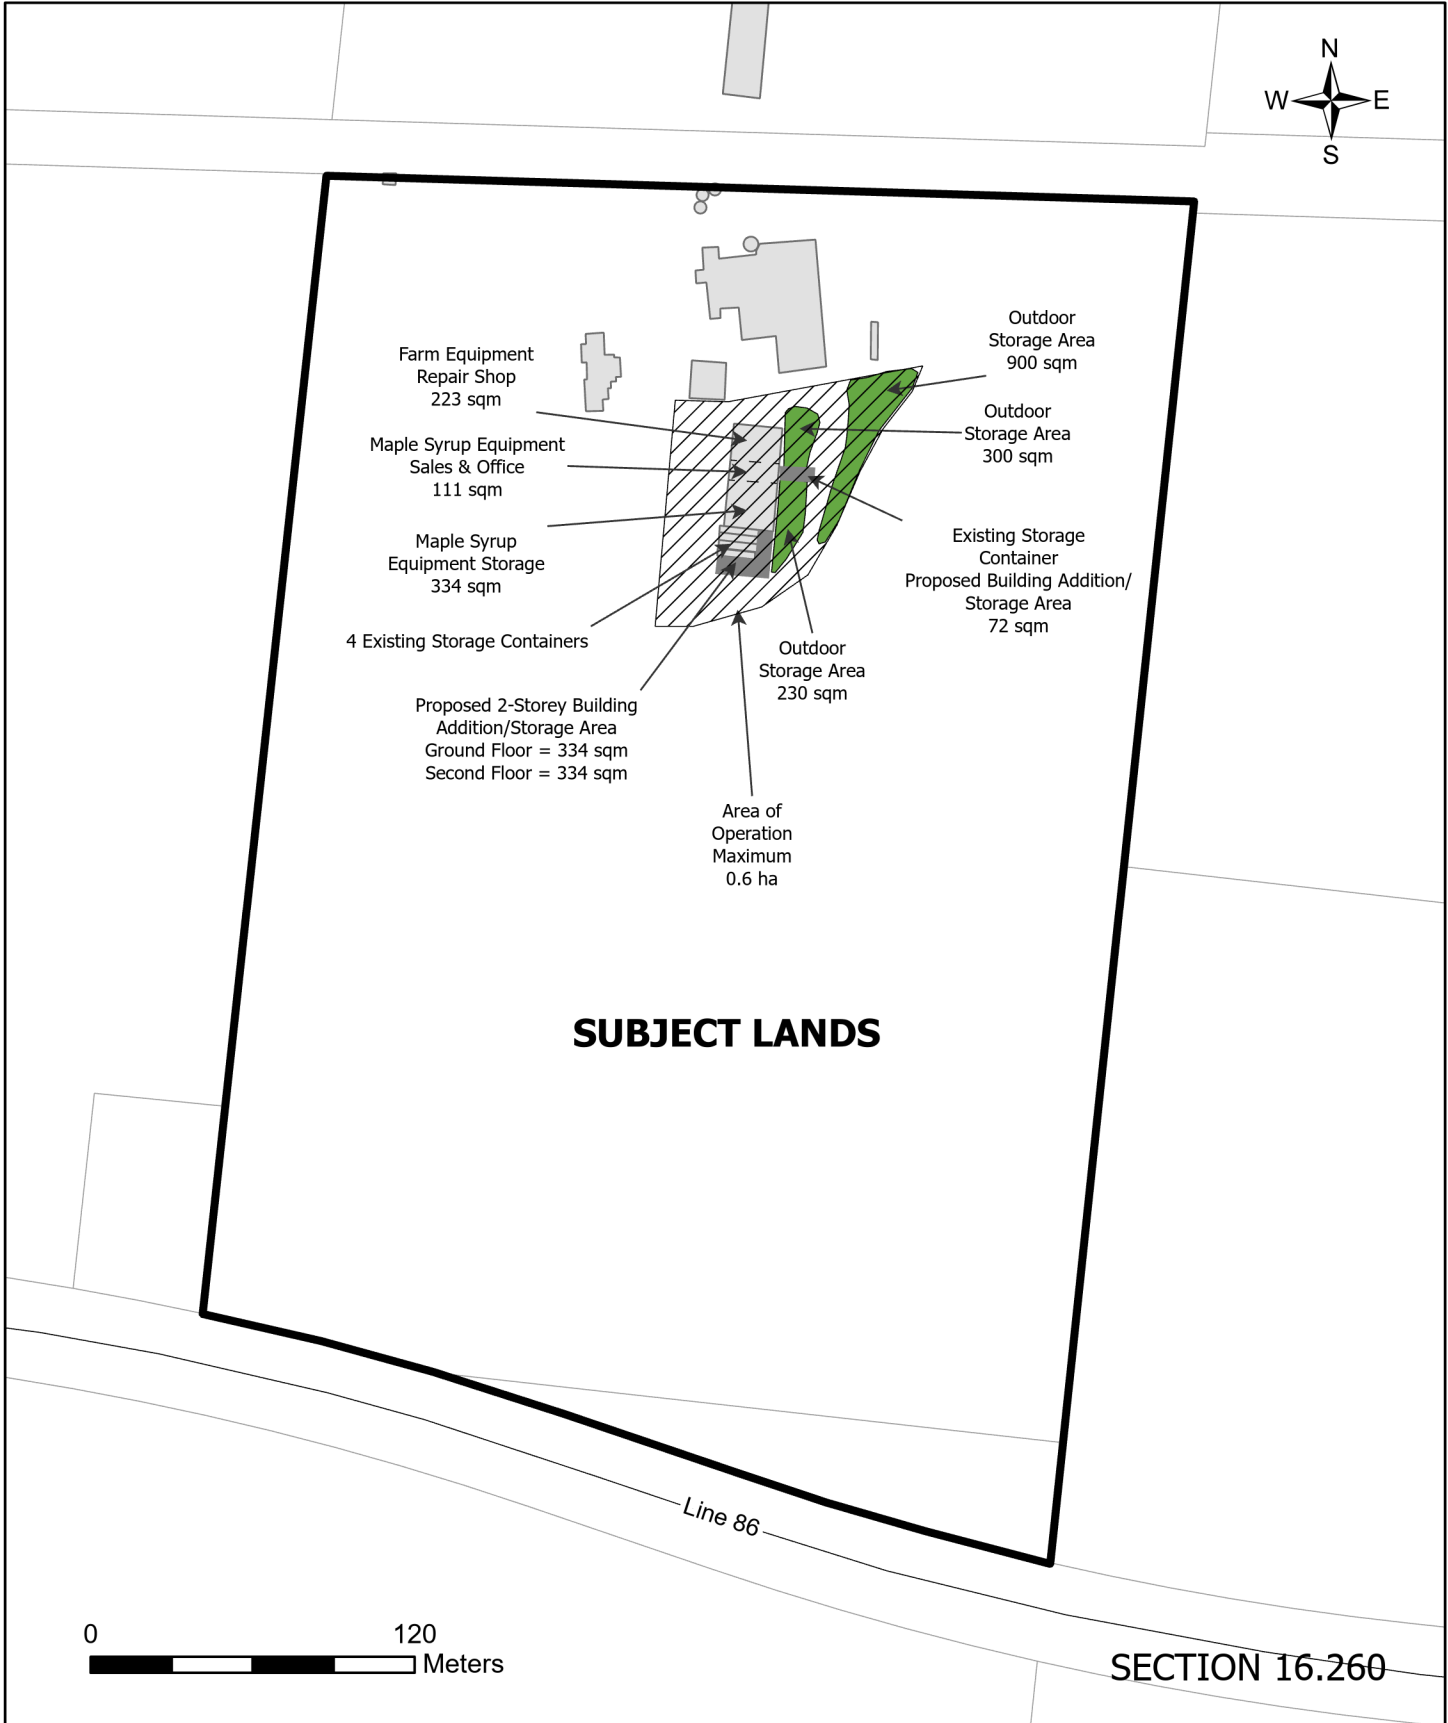 N
W E
S
Outdoor
Storage Area
900 sqm
Farm Equipment
Repair Shop
223 sqm
Outdoor
Storage Area
300 sqm
Maple Syrup Equipment
Sales & Office
111 sqm
Maple Syrup
Equipment Storage
334 sqm
Existing Storage
Container
Proposed Building Addition/
Storage Area
72 sqm
4 Existing Storage Containers
Outdoor
Storage Area
230 sqm
Proposed 2-Storey Building
Addition/Storage Area
Ground Floor = 334 sqm
Second Floor = 334 sqm
Area of
Operation
Maximum
0.6 ha
SUBJECT LANDS
Line 86
0 120
Meters
SECTION 16.260